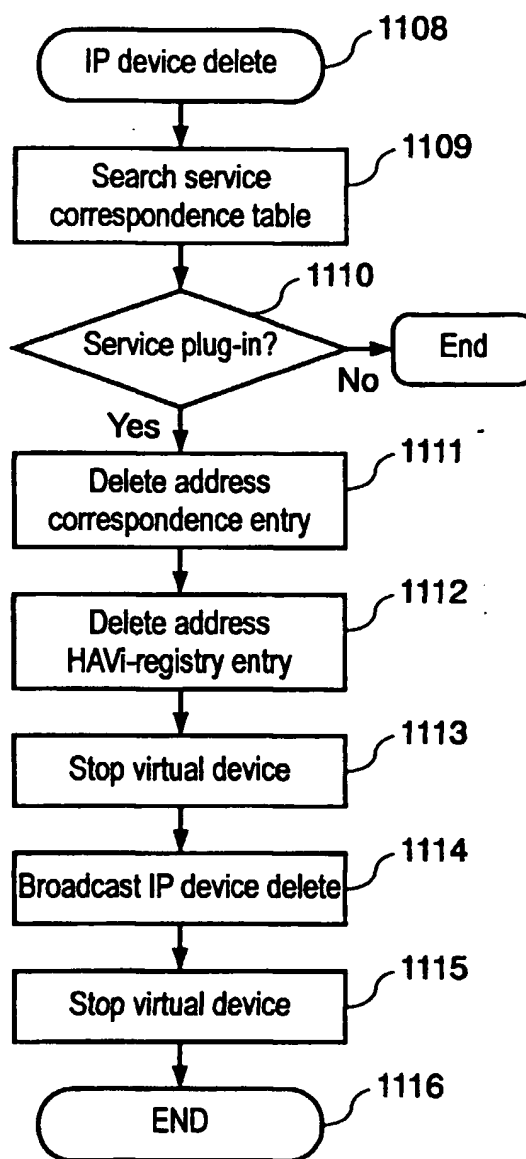 1108
IP device delete
1109
Search service
correspondence table
1110
Service plug-in?
End
No
Yes
1111
Delete address
correspondence entry
1112
Delete address
HAVi-registry entry
1113
Stop virtual device
1114
Broadcast IP device delete
1115
Stop virtual device
1116
END